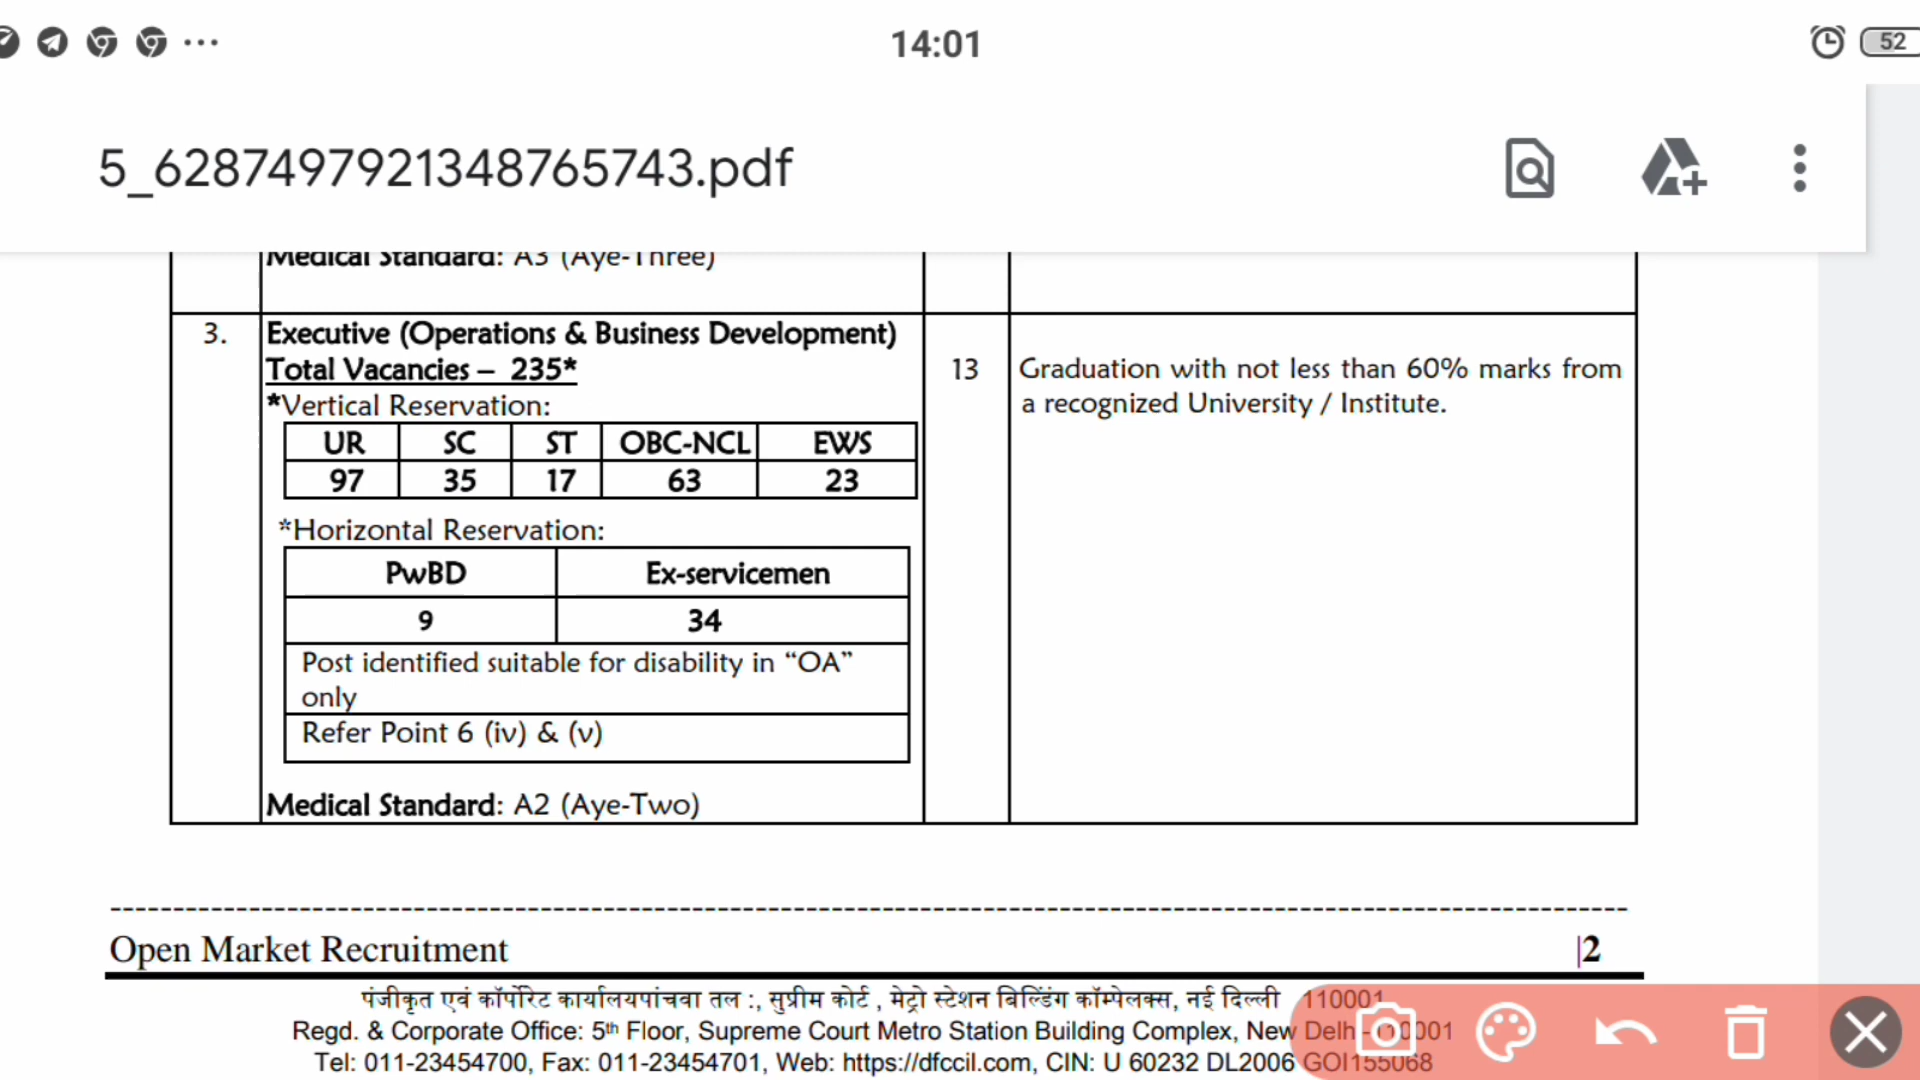 14:01
52
5_6287497921348765743.pdf
Medical Standard: A3 (Aye-Three)
3.
Executive (Operations & Business Development)
Total Vacancies – 235*
*Vertical Reservation:
UR SC ST OBC-NCL EWS
97 35 17 63 23
*Horizontal Reservation:
PwBD Ex-servicemen
9 34
Post identified suitable for disability in “OA”
only
Refer Point 6 (iv) & (v)
Medical Standard: A2 (Aye-Two)
13
Graduation with not less than 60% marks from
a recognized University / Institute.
Open Market Recruitment |2
पंजीकृत एवं कॉर्पोरेट कार्यालयपांचवा तल :, सुप्रीम कोर्ट , मेट्रो स्टेशन बिल्डिंग कॉम्पेलक्स, नई दिल्ली 110001
Regd. & Corporate Office: 5th Floor, Supreme Court Metro Station Building Complex, New Delh
Tel: 011-23454700, Fax: 011-23454701, Web: https://dfccil.com, CIN: U 60232 DL2006 GOI155068